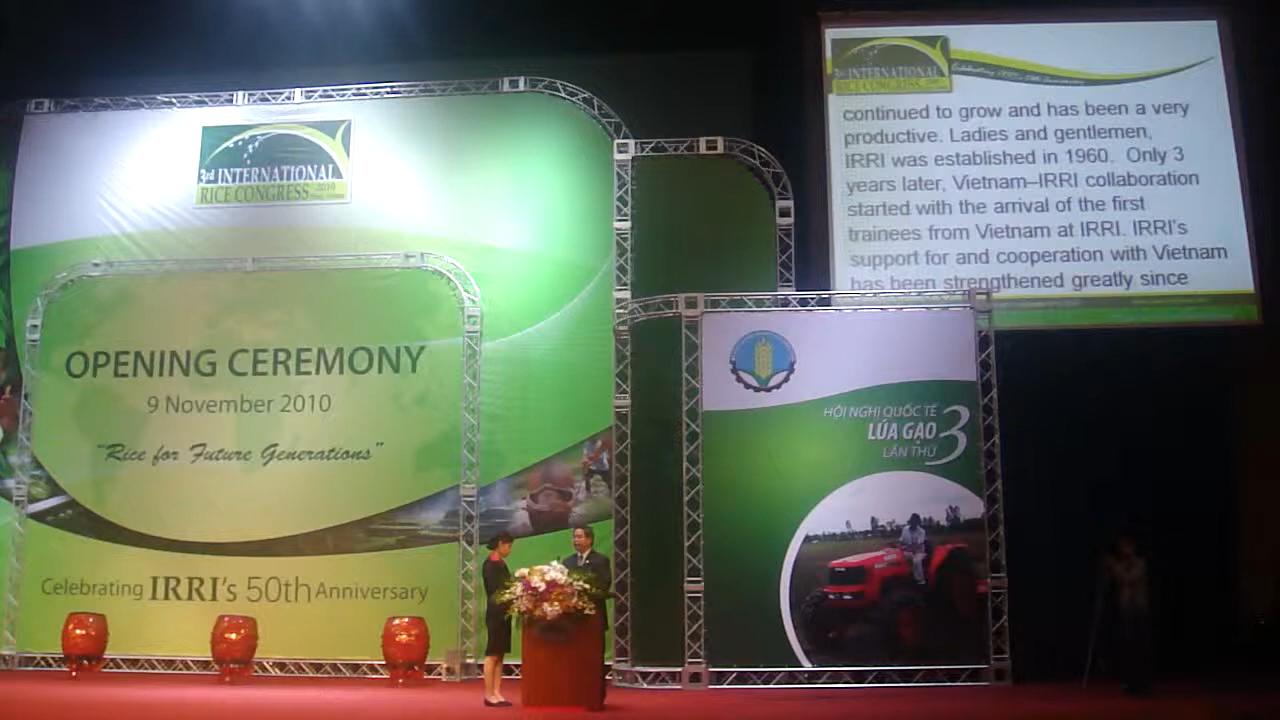 3rd INTERNATIONAL
RICE CONGRESS 2010
OPENING CEREMONY
9 November 2010
"Rice for Future Generations"
Celebrating IRRI's 50th Anniversary
3rd INTERNATIONAL
RICE CONGRESS
continued to grow and has been a very
productive. Ladies and gentlemen,
IRRI was established in 1960. Only 3
years later, Vietnam–IRRI collaboration
started with the arrival of the first
trainees from Vietnam at IRRI. IRRI's
support for and cooperation with Vietnam
has been strengthened greatly since
HỘI NGHỊ QUỐC TẾ
LÚA GẠO 3
LẦN THỨ